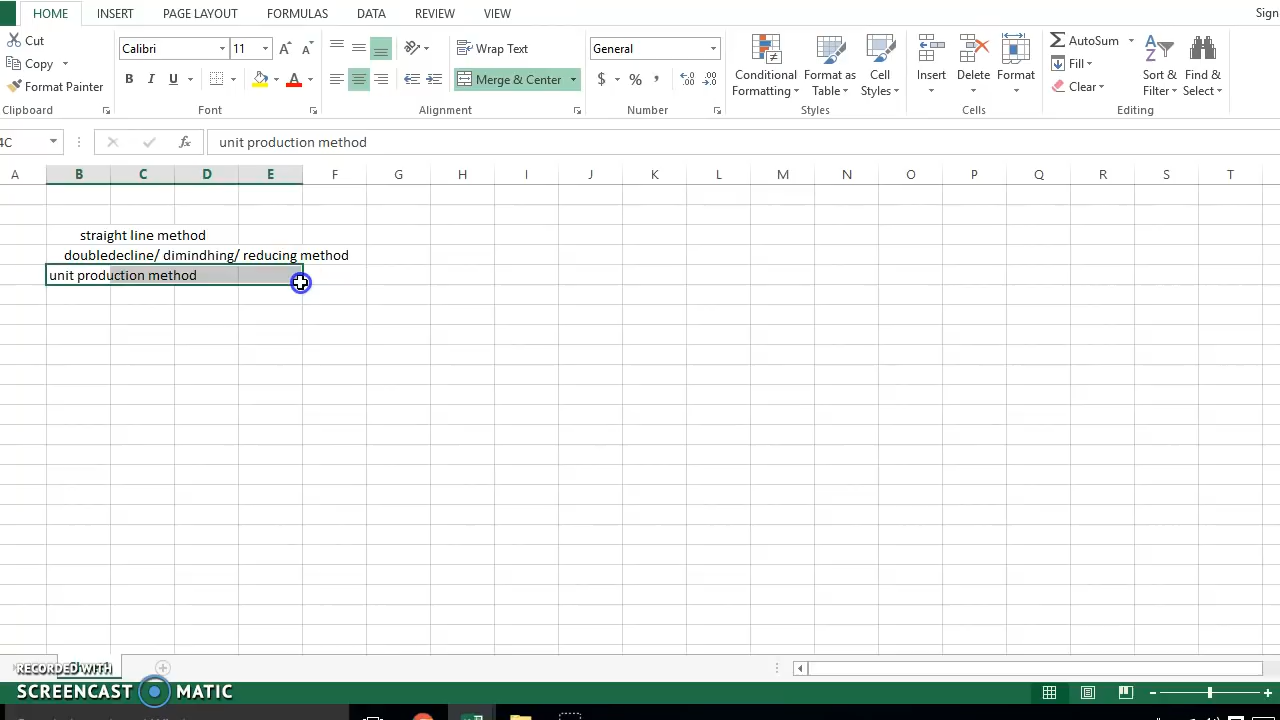 HOME INSERT PAGE LAYOUT FORMULAS DATA REVIEW VIEW Sign
Cut Calibri 11 Wrap Text General AutoSum
Copy Conditional Format as Cell Insert Delete Format Fill Sort & Find &
Format Painter B I U Merge & Center $ % Formatting Table Styles Clear Filter Select
Clipboard Font Alignment Number Styles Cells Editing
4C fx unit production method
A B C D E F G H I J K L M N O P Q R S T
straight line method
doubledecline/ dimindhing/ reducing method
unit production method
RECORDED WITH
SCREENCAST MATIC